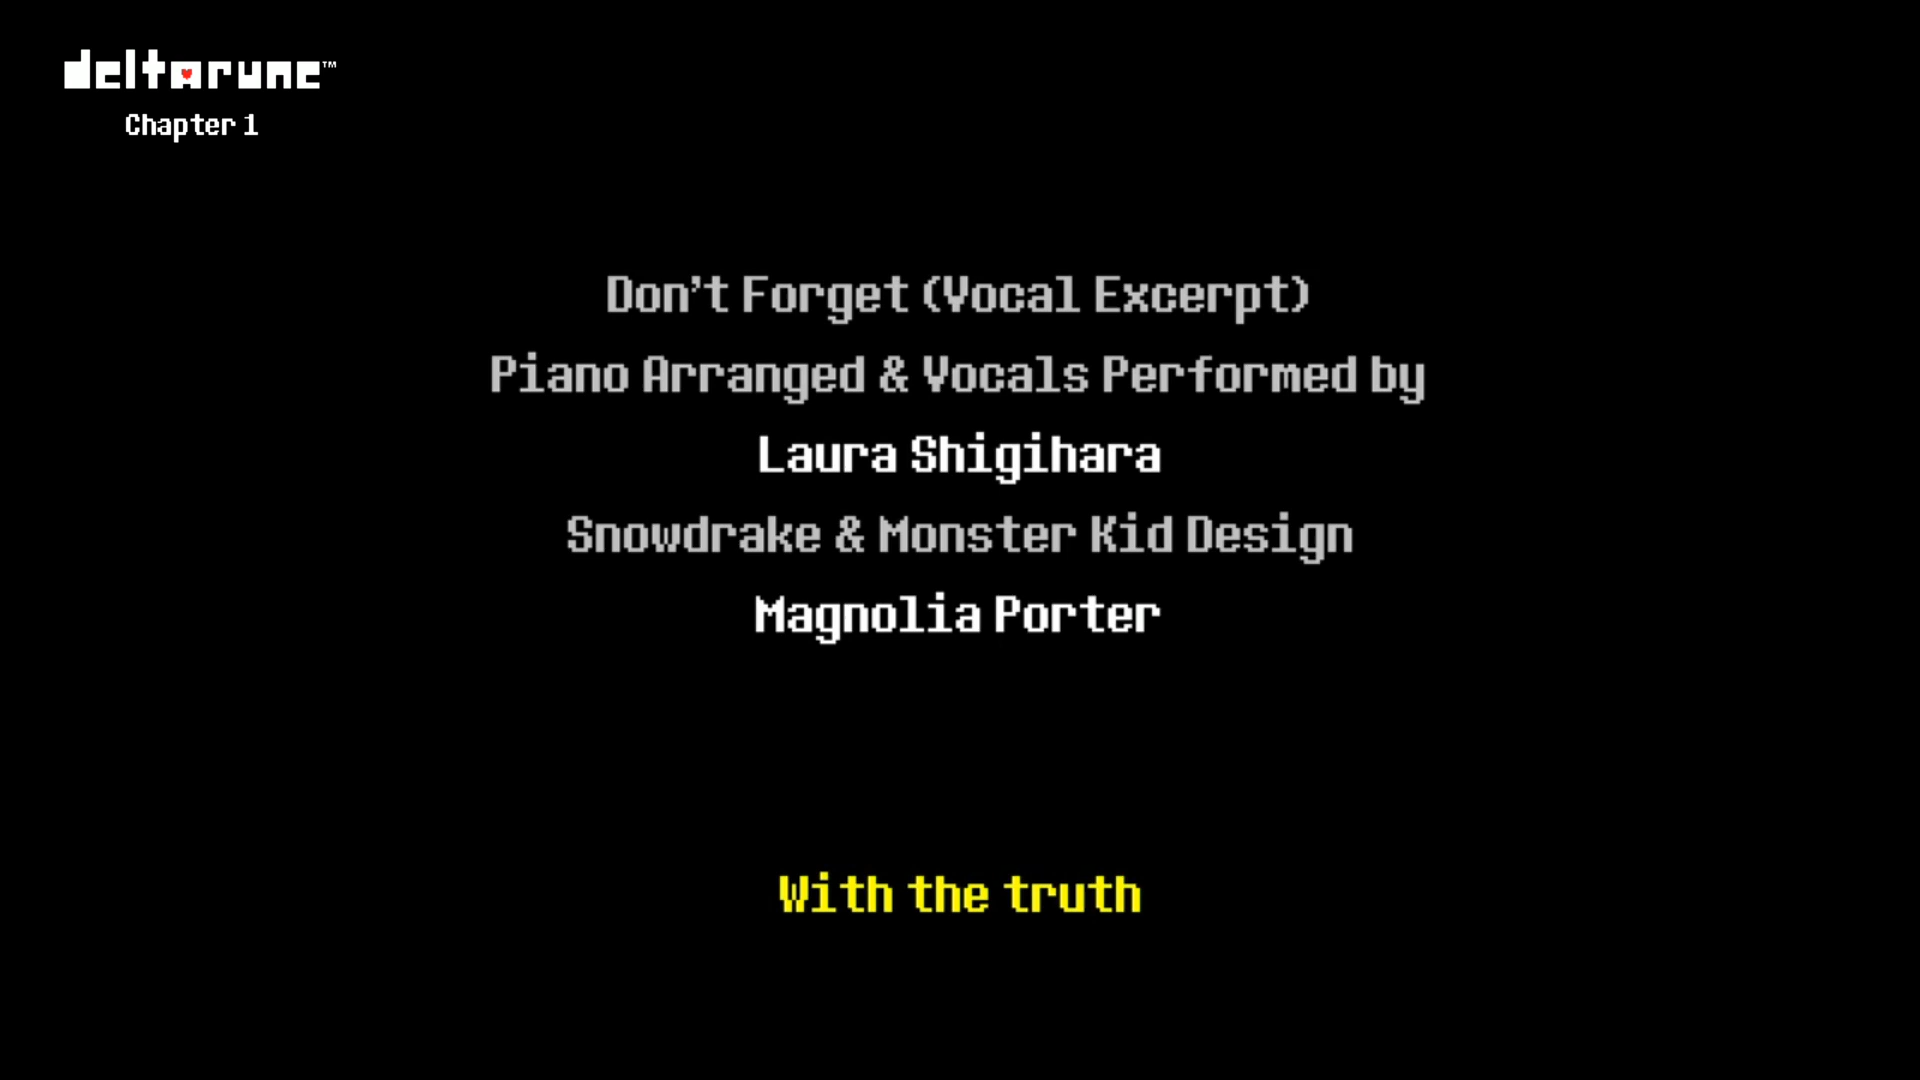 deltarune™
Chapter 1
Don't Forget (Vocal Excerpt)
Piano Arranged & Vocals Performed by
Laura Shigihara
Snowdrake & Monster Kid Design
Magnolia Porter
With the truth